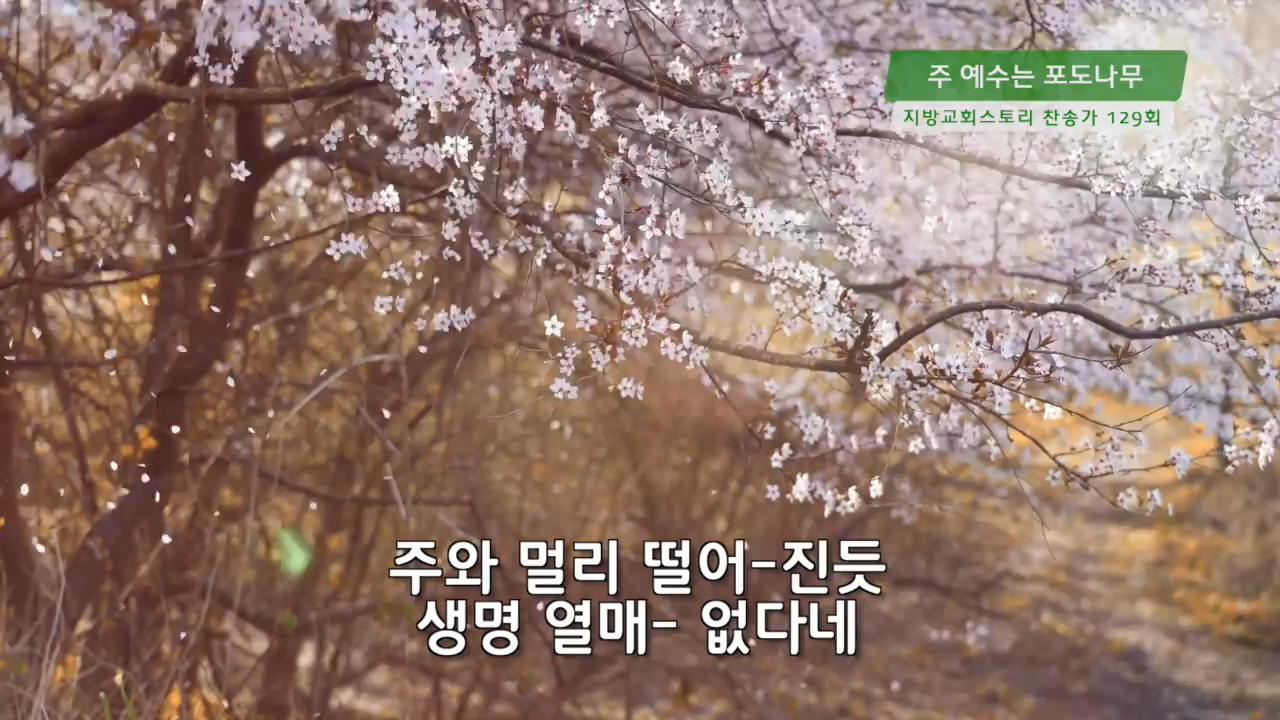 주 예수는 포도나무
지방교회스토리 찬송가 129회
주와 멀리 떨어-진듯
생명 열매- 없다네